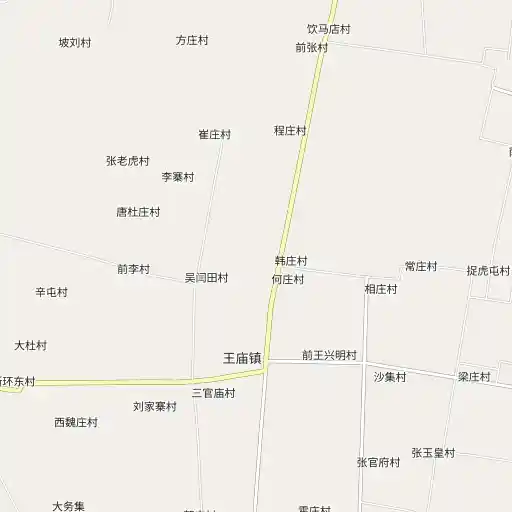 饮马店村
坡刘村
方庄村
前张村
崔庄村
程庄村
张老虎村
李寨村
唐杜庄村
韩庄村
前李村
吴闫田村
何庄村
常庄村
捉虎屯村
辛屯村
相庄村
大杜村
王庙镇
前王兴明村
环东村
沙集村
梁庄村
三官庙村
刘家寨村
西魏庄村
张玉皇村
张官府村
大务集
霍庄村